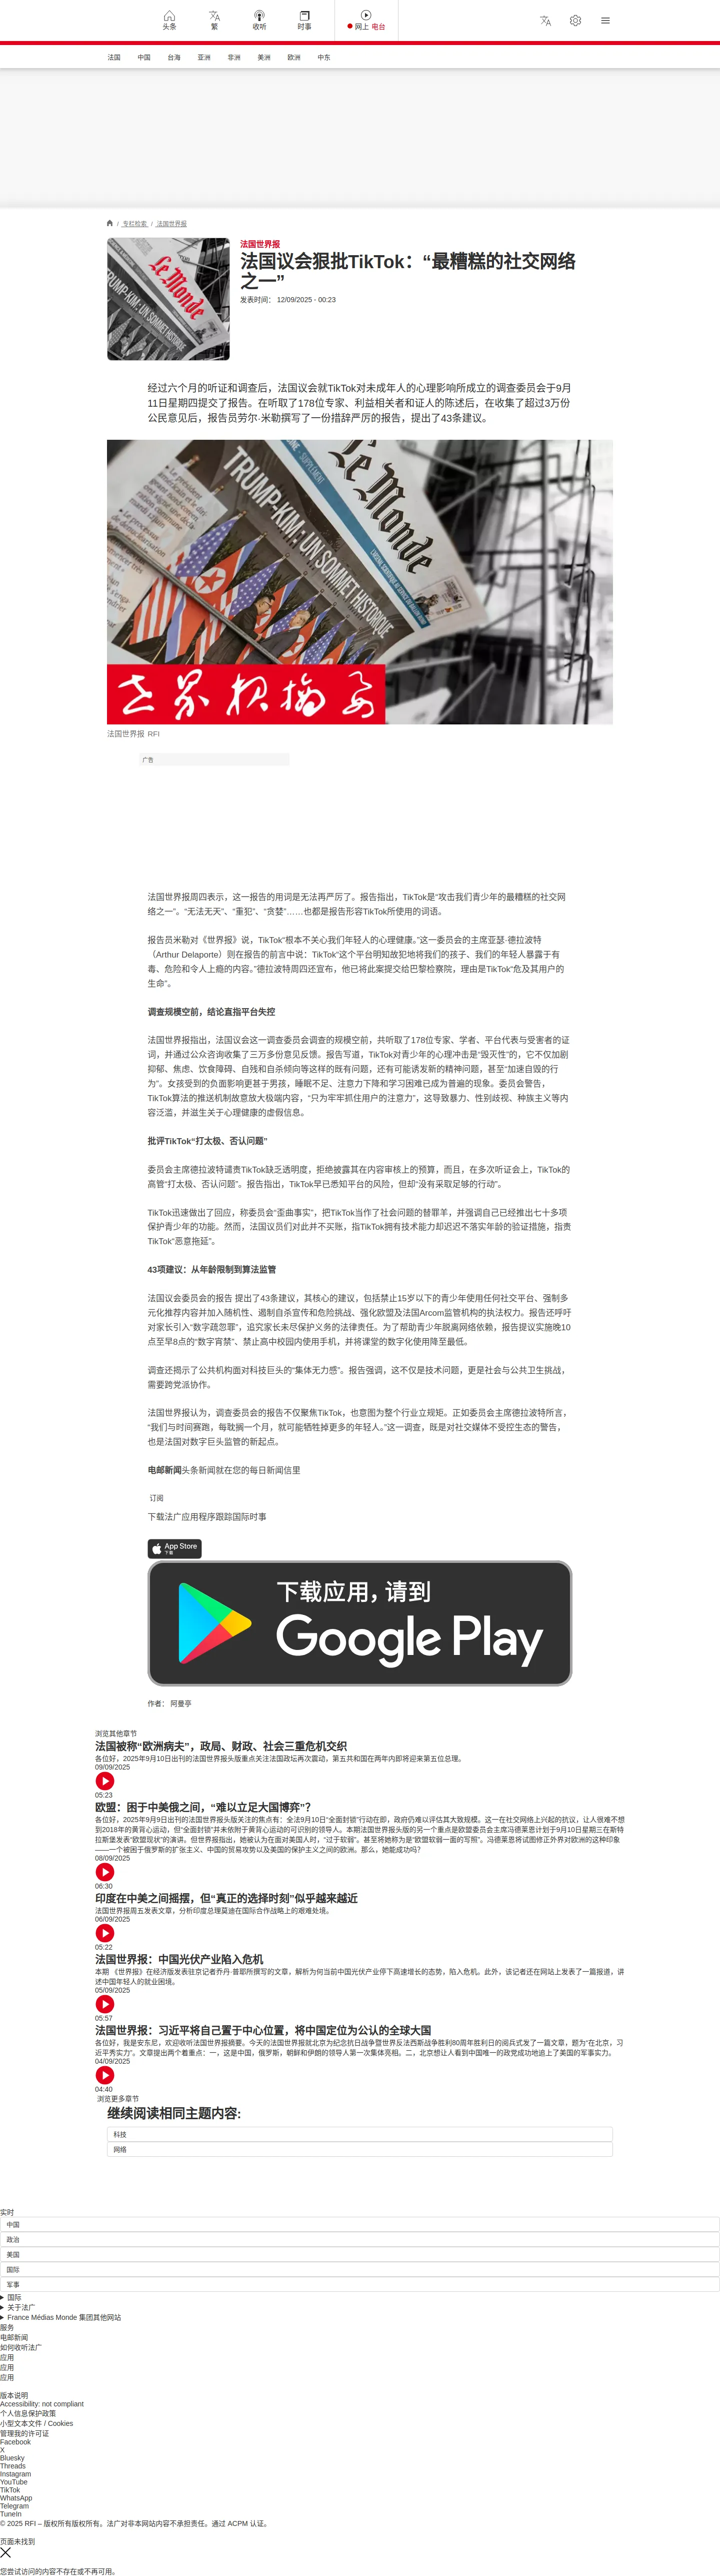 头条
繁
收听
时事
网上 电台
法国 中国 台海 亚洲 非洲 美洲 欧洲 中东
/ 专栏检索 / 法国世界报
法国世界报
法国议会狠批TikTok：“最糟糕的社交网络
之一”
发表时间： 12/09/2025 - 00:23
经过六个月的听证和调查后，法国议会就TikTok对未成年人的心理影响所成立的调查委员会于9月
11日星期四提交了报告。在听取了178位专家、利益相关者和证人的陈述后，在收集了超过3万份
公民意见后，报告员劳尔·米勒撰写了一份措辞严厉的报告，提出了43条建议。
Le Monde
TRUMP-KIM : UN SOMMET HISTORIQUE
世界报摘要
法国世界报 RFI
广告
法国世界报周四表示，这一报告的用词是无法再严厉了。报告指出，TikTok是“攻击我们青少年的最糟糕的社交网
络之一”。“无法无天”、“重犯”、“贪婪”……也都是报告形容TikTok所使用的词语。
报告员米勒对《世界报》说，TikTok“根本不关心我们年轻人的心理健康。”这一委员会的主席亚瑟·德拉波特
（Arthur Delaporte）则在报告的前言中说：TikTok“这个平台明知故犯地将我们的孩子、我们的年轻人暴露于有
毒、危险和令人上瘾的内容。”德拉波特周四还宣布，他已将此案提交给巴黎检察院，理由是TikTok“危及其用户的
生命”。
调查规模空前，结论直指平台失控
法国世界报指出，法国议会这一调查委员会调查的规模空前，共听取了178位专家、学者、平台代表与受害者的证
词，并通过公众咨询收集了三万多份意见反馈。报告写道，TikTok对青少年的心理冲击是“毁灭性”的，它不仅加剧
抑郁、焦虑、饮食障碍、自残和自杀倾向等这样的既有问题，还有可能诱发新的精神问题，甚至“加速自毁的行
为”。女孩受到的负面影响更甚于男孩，睡眠不足、注意力下降和学习困难已成为普遍的现象。委员会警告，
TikTok算法的推送机制故意放大极端内容，“只为牢牢抓住用户的注意力”，这导致暴力、性别歧视、种族主义等内
容泛滥，并滋生关于心理健康的虚假信息。
批评TikTok“打太极、否认问题”
委员会主席德拉波特谴责TikTok缺乏透明度，拒绝披露其在内容审核上的预算，而且，在多次听证会上，TikTok的
高管“打太极、否认问题”。报告指出，TikTok早已悉知平台的风险，但却“没有采取足够的行动”。
TikTok迅速做出了回应，称委员会“歪曲事实”，把TikTok当作了社会问题的替罪羊，并强调自己已经推出七十多项
保护青少年的功能。然而，法国议员们对此并不买账，指TikTok拥有技术能力却迟迟不落实年龄的验证措施，指责
TikTok“恶意拖延”。
43项建议：从年龄限制到算法监管
法国议会委员会的报告 提出了43条建议，其核心的建议，包括禁止15岁以下的青少年使用任何社交平台、强制多
元化推荐内容并加入随机性、遏制自杀宣传和危险挑战、强化欧盟及法国Arcom监管机构的执法权力。报告还呼吁
对家长引入“数字疏忽罪”，追究家长未尽保护义务的法律责任。为了帮助青少年脱离网络依赖，报告提议实施晚10
点至早8点的“数字宵禁”、禁止高中校园内使用手机，并将课堂的数字化使用降至最低。
调查还揭示了公共机构面对科技巨头的“集体无力感”。报告强调，这不仅是技术问题，更是社会与公共卫生挑战，
需要跨党派协作。
法国世界报认为，调查委员会的报告不仅聚焦TikTok，也意图为整个行业立规矩。正如委员会主席德拉波特所言，
“我们与时间赛跑，每耽搁一个月，就可能牺牲掉更多的年轻人。”这一调查，既是对社交媒体不受控生态的警告，
也是法国对数字巨头监管的新起点。
电邮新闻头条新闻就在您的每日新闻信里
订阅
下载法广应用程序跟踪国际时事
App Store
下载
下载应用，请到
Google Play
作者： 阿曼亭
浏览其他章节
法国被称“欧洲病夫”，政局、财政、社会三重危机交织
各位好，2025年9月10日出刊的法国世界报头版重点关注法国政坛再次震动，第五共和国在两年内即将迎来第五位总理。
09/09/2025
05:23
欧盟：困于中美俄之间，“难以立足大国博弈”？
各位好，2025年9月9日出刊的法国世界报头版关注的焦点有：全法9月10日“全面封锁”行动在即，政府仍难以评估其大致规模。这一在社交网络上兴起的抗议，让人很难不想
到2018年的黄背心运动，但“全面封锁”并未依附于黄背心运动的可识别的领导人。本期法国世界报头版的另一个重点是欧盟委员会主席冯德莱恩计划于9月10日星期三在斯特
拉斯堡发表“欧盟现状”的演讲。但世界报指出，她被认为在面对美国人时，“过于软弱”。甚至将她称为是“欧盟软弱一面的写照”。冯德莱恩将试图修正外界对欧洲的这种印象
——一个被困于俄罗斯的扩张主义、中国的贸易攻势以及美国的保护主义之间的欧洲。那么，她能成功吗？
08/09/2025
06:30
印度在中美之间摇摆，但“真正的选择时刻”似乎越来越近
法国世界报周五发表文章，分析印度总理莫迪在国际合作战略上的艰难处境。
06/09/2025
05:22
法国世界报：中国光伏产业陷入危机
本期 《世界报》在经济版发表驻京记者乔丹·普耶所撰写的文章，解析为何当前中国光伏产业停下高速增长的态势，陷入危机。此外，该记者还在网站上发表了一篇报道，讲
述中国年轻人的就业困境。
05/09/2025
05:57
法国世界报：习近平将自己置于中心位置，将中国定位为公认的全球大国
各位好，我是安东尼，欢迎收听法国世界报摘要。今天的法国世界报就北京为纪念抗日战争暨世界反法西斯战争胜利80周年胜利日的阅兵式发了一篇文章，题为“在北京，习
近平秀实力”。文章提出两个着重点：一，这是中国，俄罗斯，朝鲜和伊朗的领导人第一次集体亮相。二，北京想让人看到中国唯一的政党成功地追上了美国的军事实力。
04/09/2025
04:40
浏览更多章节
继续阅读相同主题内容:
科技
网络
实时
中国
政治
美国
国际
军事
国际
关于法广
France Médias Monde 集团其他网站
服务
电邮新闻
如何收听法广
应用
应用
应用
版本说明
Accessibility: not compliant
个人信息保护政策
小型文本文件 / Cookies
管理我的许可证
Facebook
X
Bluesky
Threads
Instagram
YouTube
TikTok
WhatsApp
Telegram
TuneIn
© 2025 RFI – 版权所有版权所有。法广对非本网站内容不承担责任。通过 ACPM 认证。
页面未找到
您尝试访问的内容不存在或不再可用。